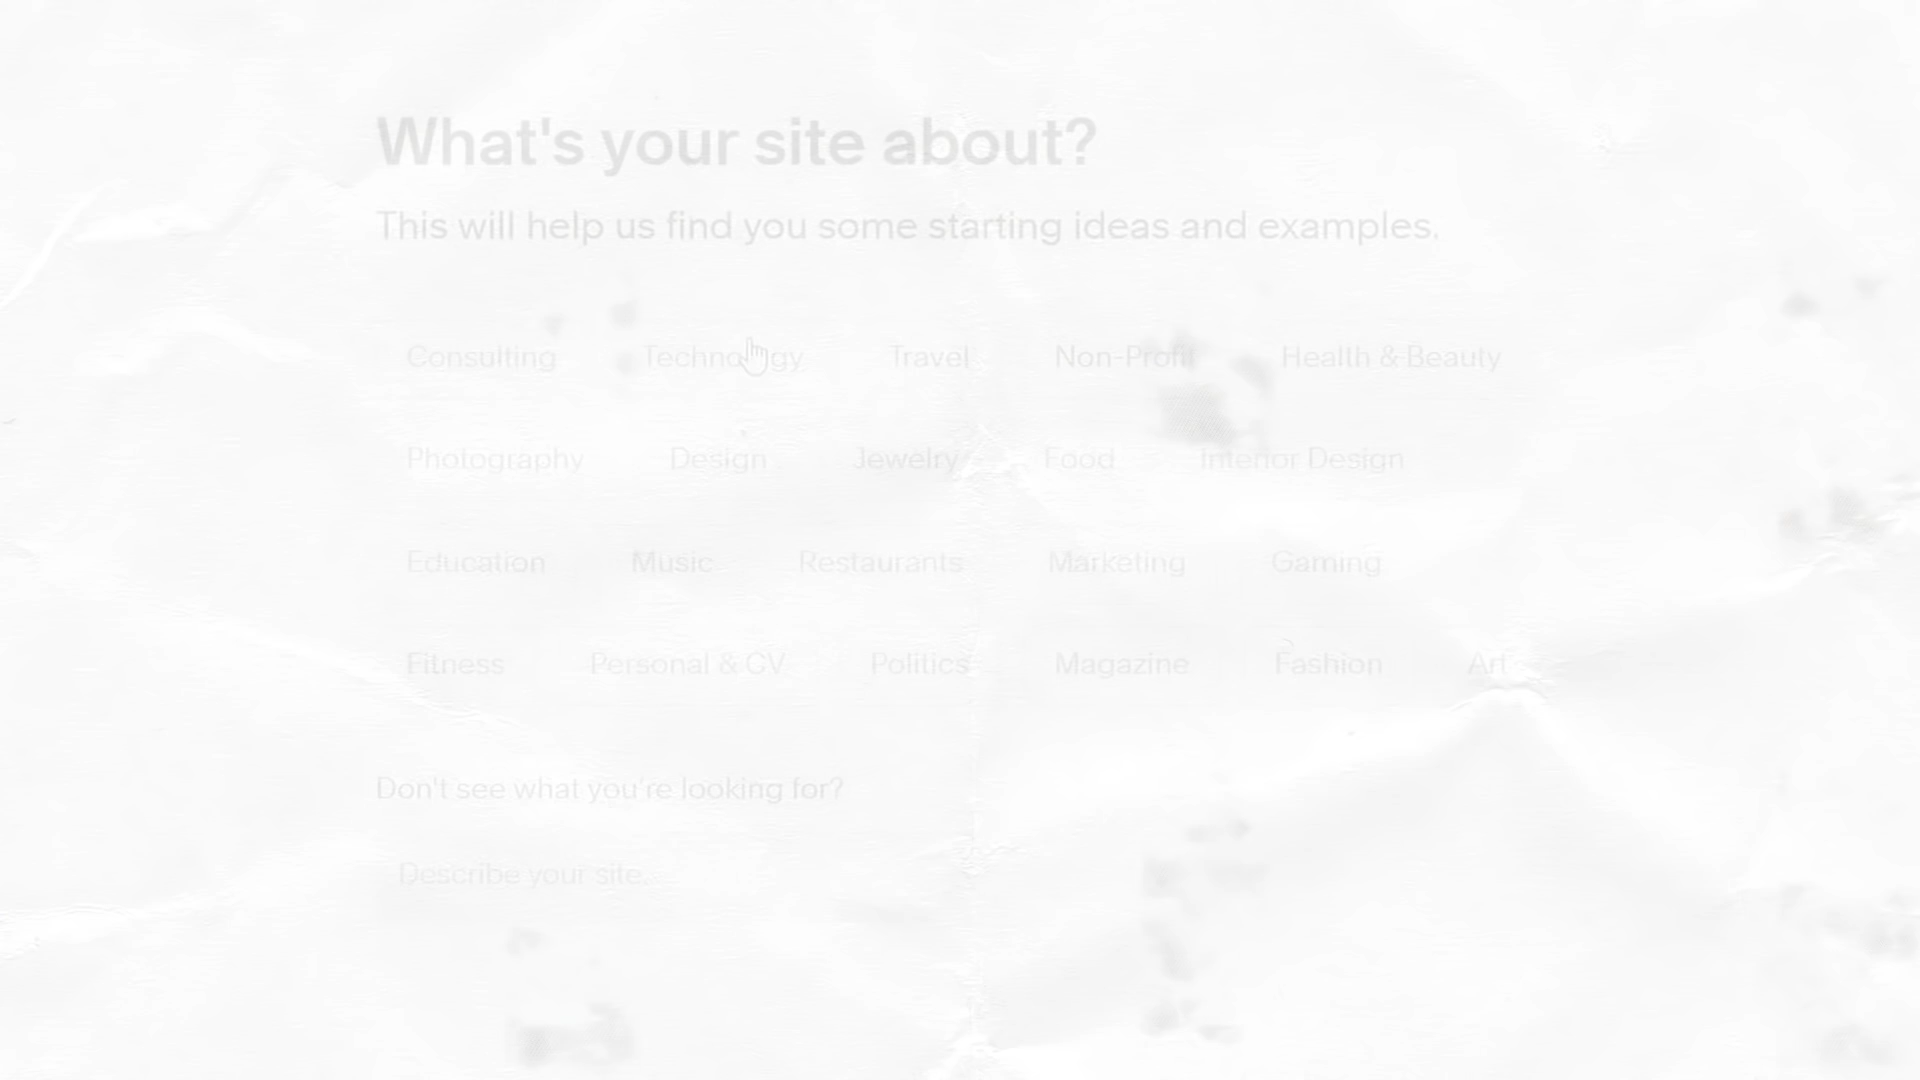 What's your site about?
This will help us find you some starting ideas and examples.
Consulting Technology Travel Non-Profit Health & Beauty
Photography Design Jewelry Food Interior Design
Education Music Restaurants Marketing Gaming
Fitness Personal & CV Politics Magazine Fashion Art
Don't see what you're looking for?
Describe your site.